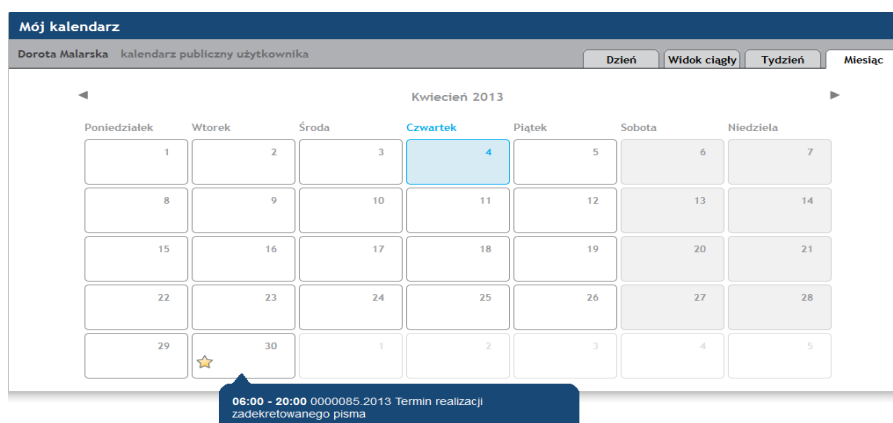 Mój kalendarz
Dorota Malarska kalendarz publiczny użytkownika
Dzień Widok ciągły Tydzień Miesiąc
Kwiecień 2013
Poniedziałek Wtorek Środa Czwartek Piątek Sobota Niedziela
1 2 3 4 5 6 7
8 9 10 11 12 13 14
15 16 17 18 19 20 21
22 23 24 25 26 27 28
29 30 1 2 3 4 5
06:00 - 20:00 0000085.2013 Termin realizacji
zadekretowanego pisma